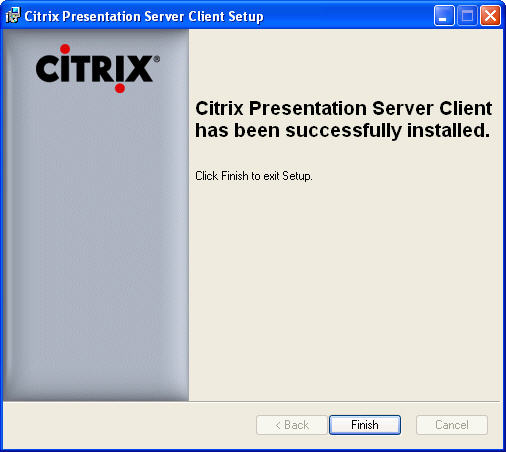 Citrix Presentation Server Client Setup
CiTRIX®
Citrix Presentation Server Client
has been successfully installed.
Click Finish to exit Setup.
< Back
Finish
Cancel